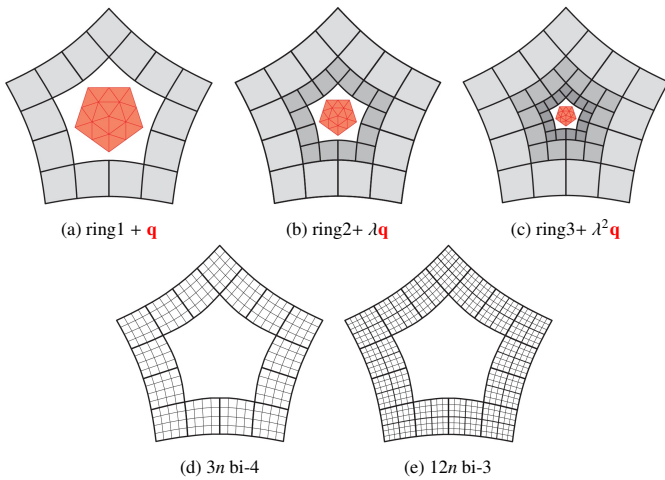 (a) ring1 + q
(b) ring2+ λq
(c) ring3+ λ²q
(d) 3n bi-4
(e) 12n bi-3